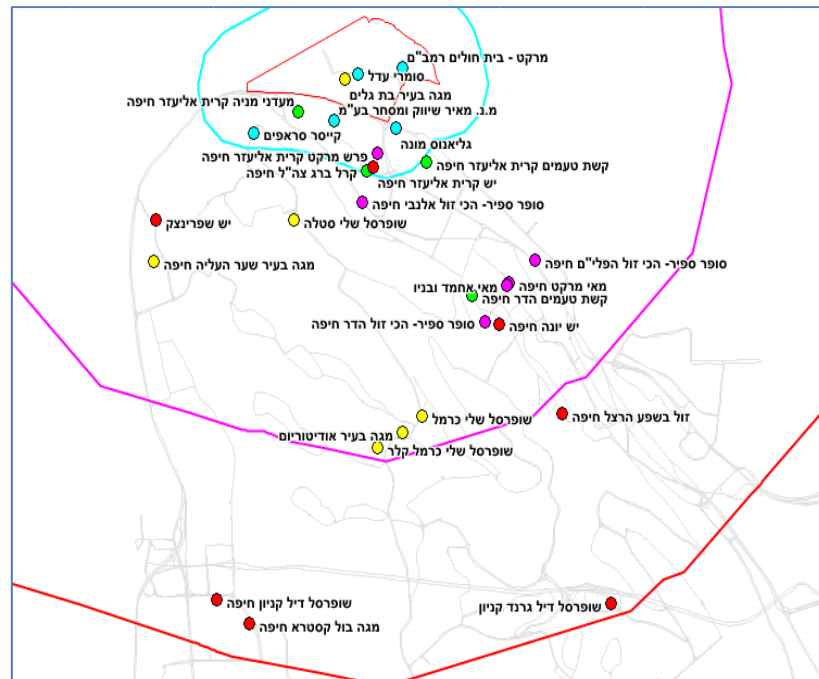 מרקט - בית חולים רמב"ם
סומרי עדל
מגה בעיר בת גלים
מעדני מניה קרית אליעזר חיפה
מ.נ. מאיר שיווק ומסחר בע"מ
קייסר סראפים
גליאנוס מונה
פרש מרקט קרית אליעזר חיפה
קשת טעמים קרית אליעזר חיפה
קרל ברג צה"ל חיפה
יש קרית אליעזר חיפה
סופר ספיר- הכי זול אלנבי חיפה
יש שפרינצק
שופרסל שלי סטלה
מגה בעיר שער העליה חיפה
סופר ספיר- הכי זול הפלי"ם חיפה
מאי מרקט חיפה
מאי אחמד ובניו
קשת טעמים הדר חיפה
סופר ספיר- הכי זול הדר חיפה
יש יונה חיפה
שופרסל שלי כרמל
זול בשפע הרצל חיפה
מגה בעיר אודיטוריום
שופרסל שלי כרמל קלר
שופרסל דיל קניון חיפה
שופרסל דיל גרנד קניון
מגה בול קסטרא חיפה